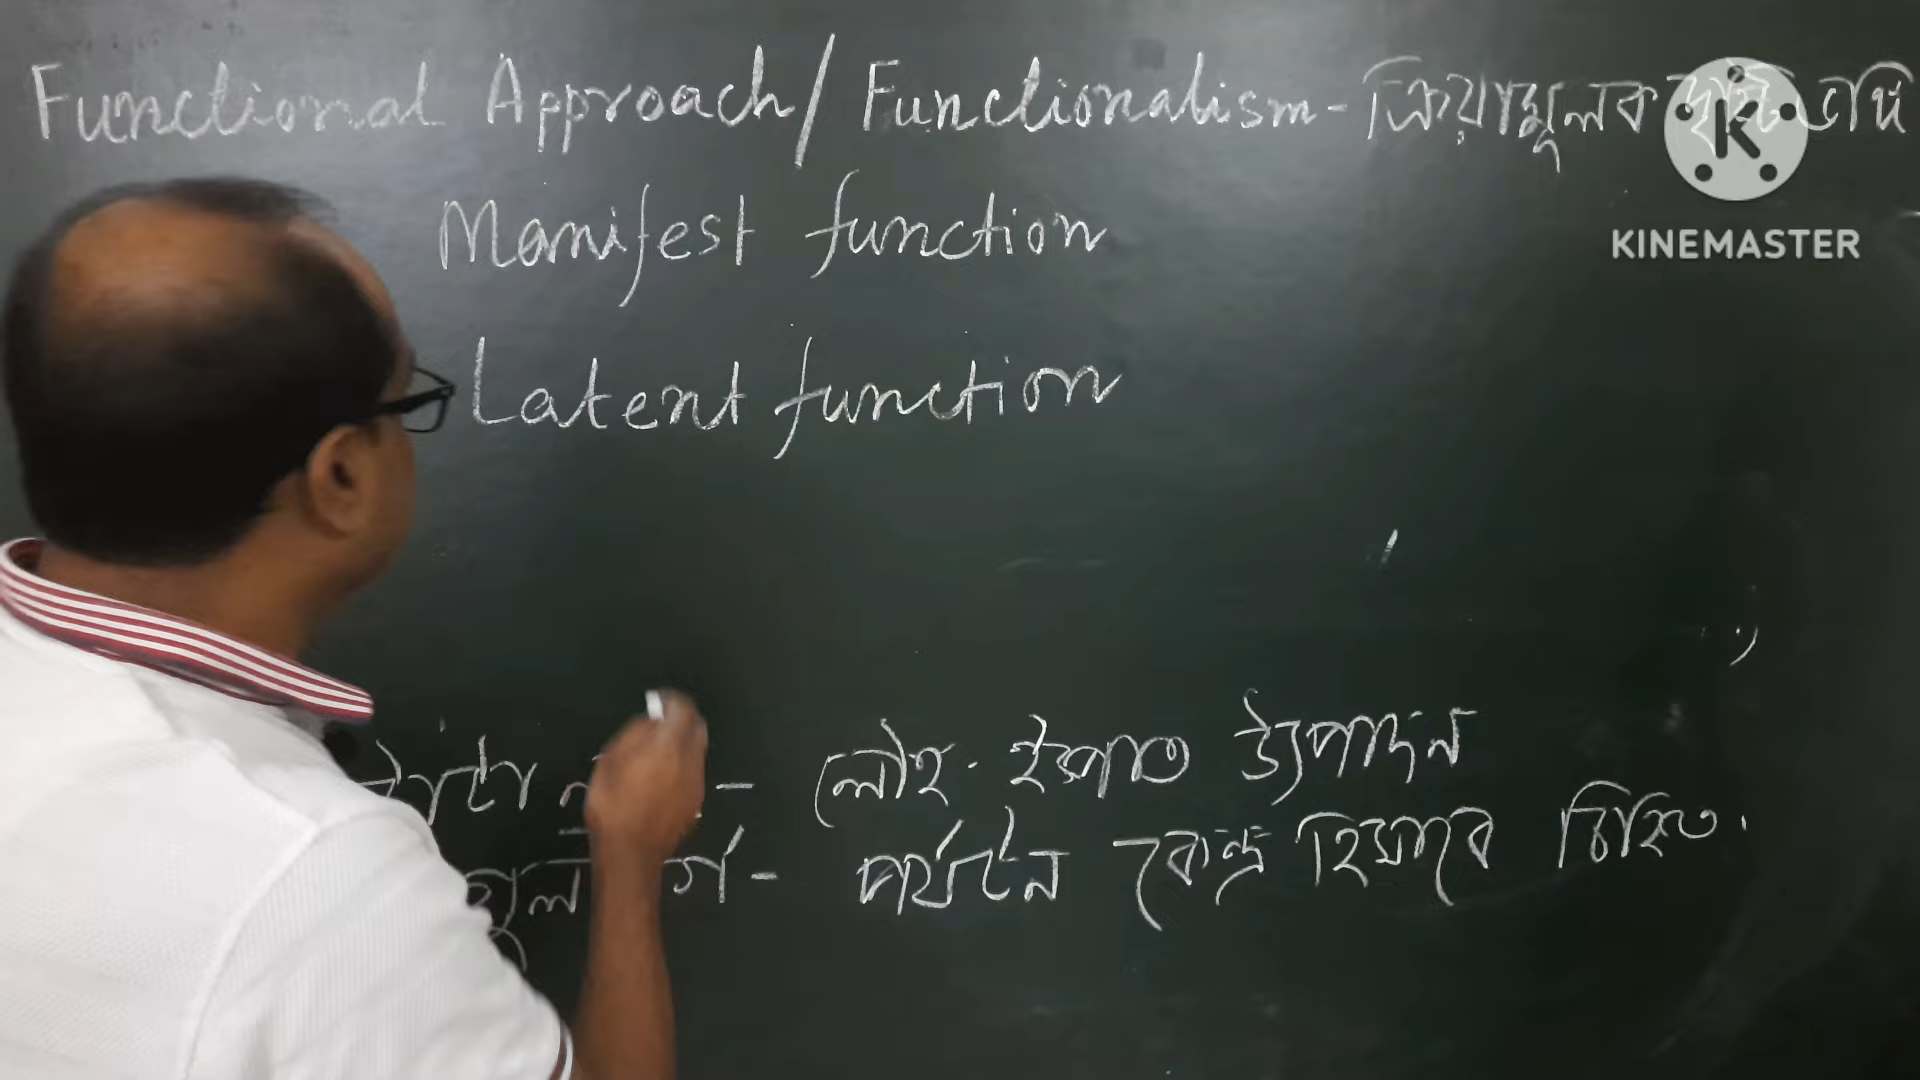 Functional Approach/Functionalism - ক্রিয়ামূলক
KINEMASTER
Manifest function
Latent function
- লৌহ - ইস্পাত উৎপাদন
- পর্যটন কেন্দ্র হিসাবে চিহ্নিত.